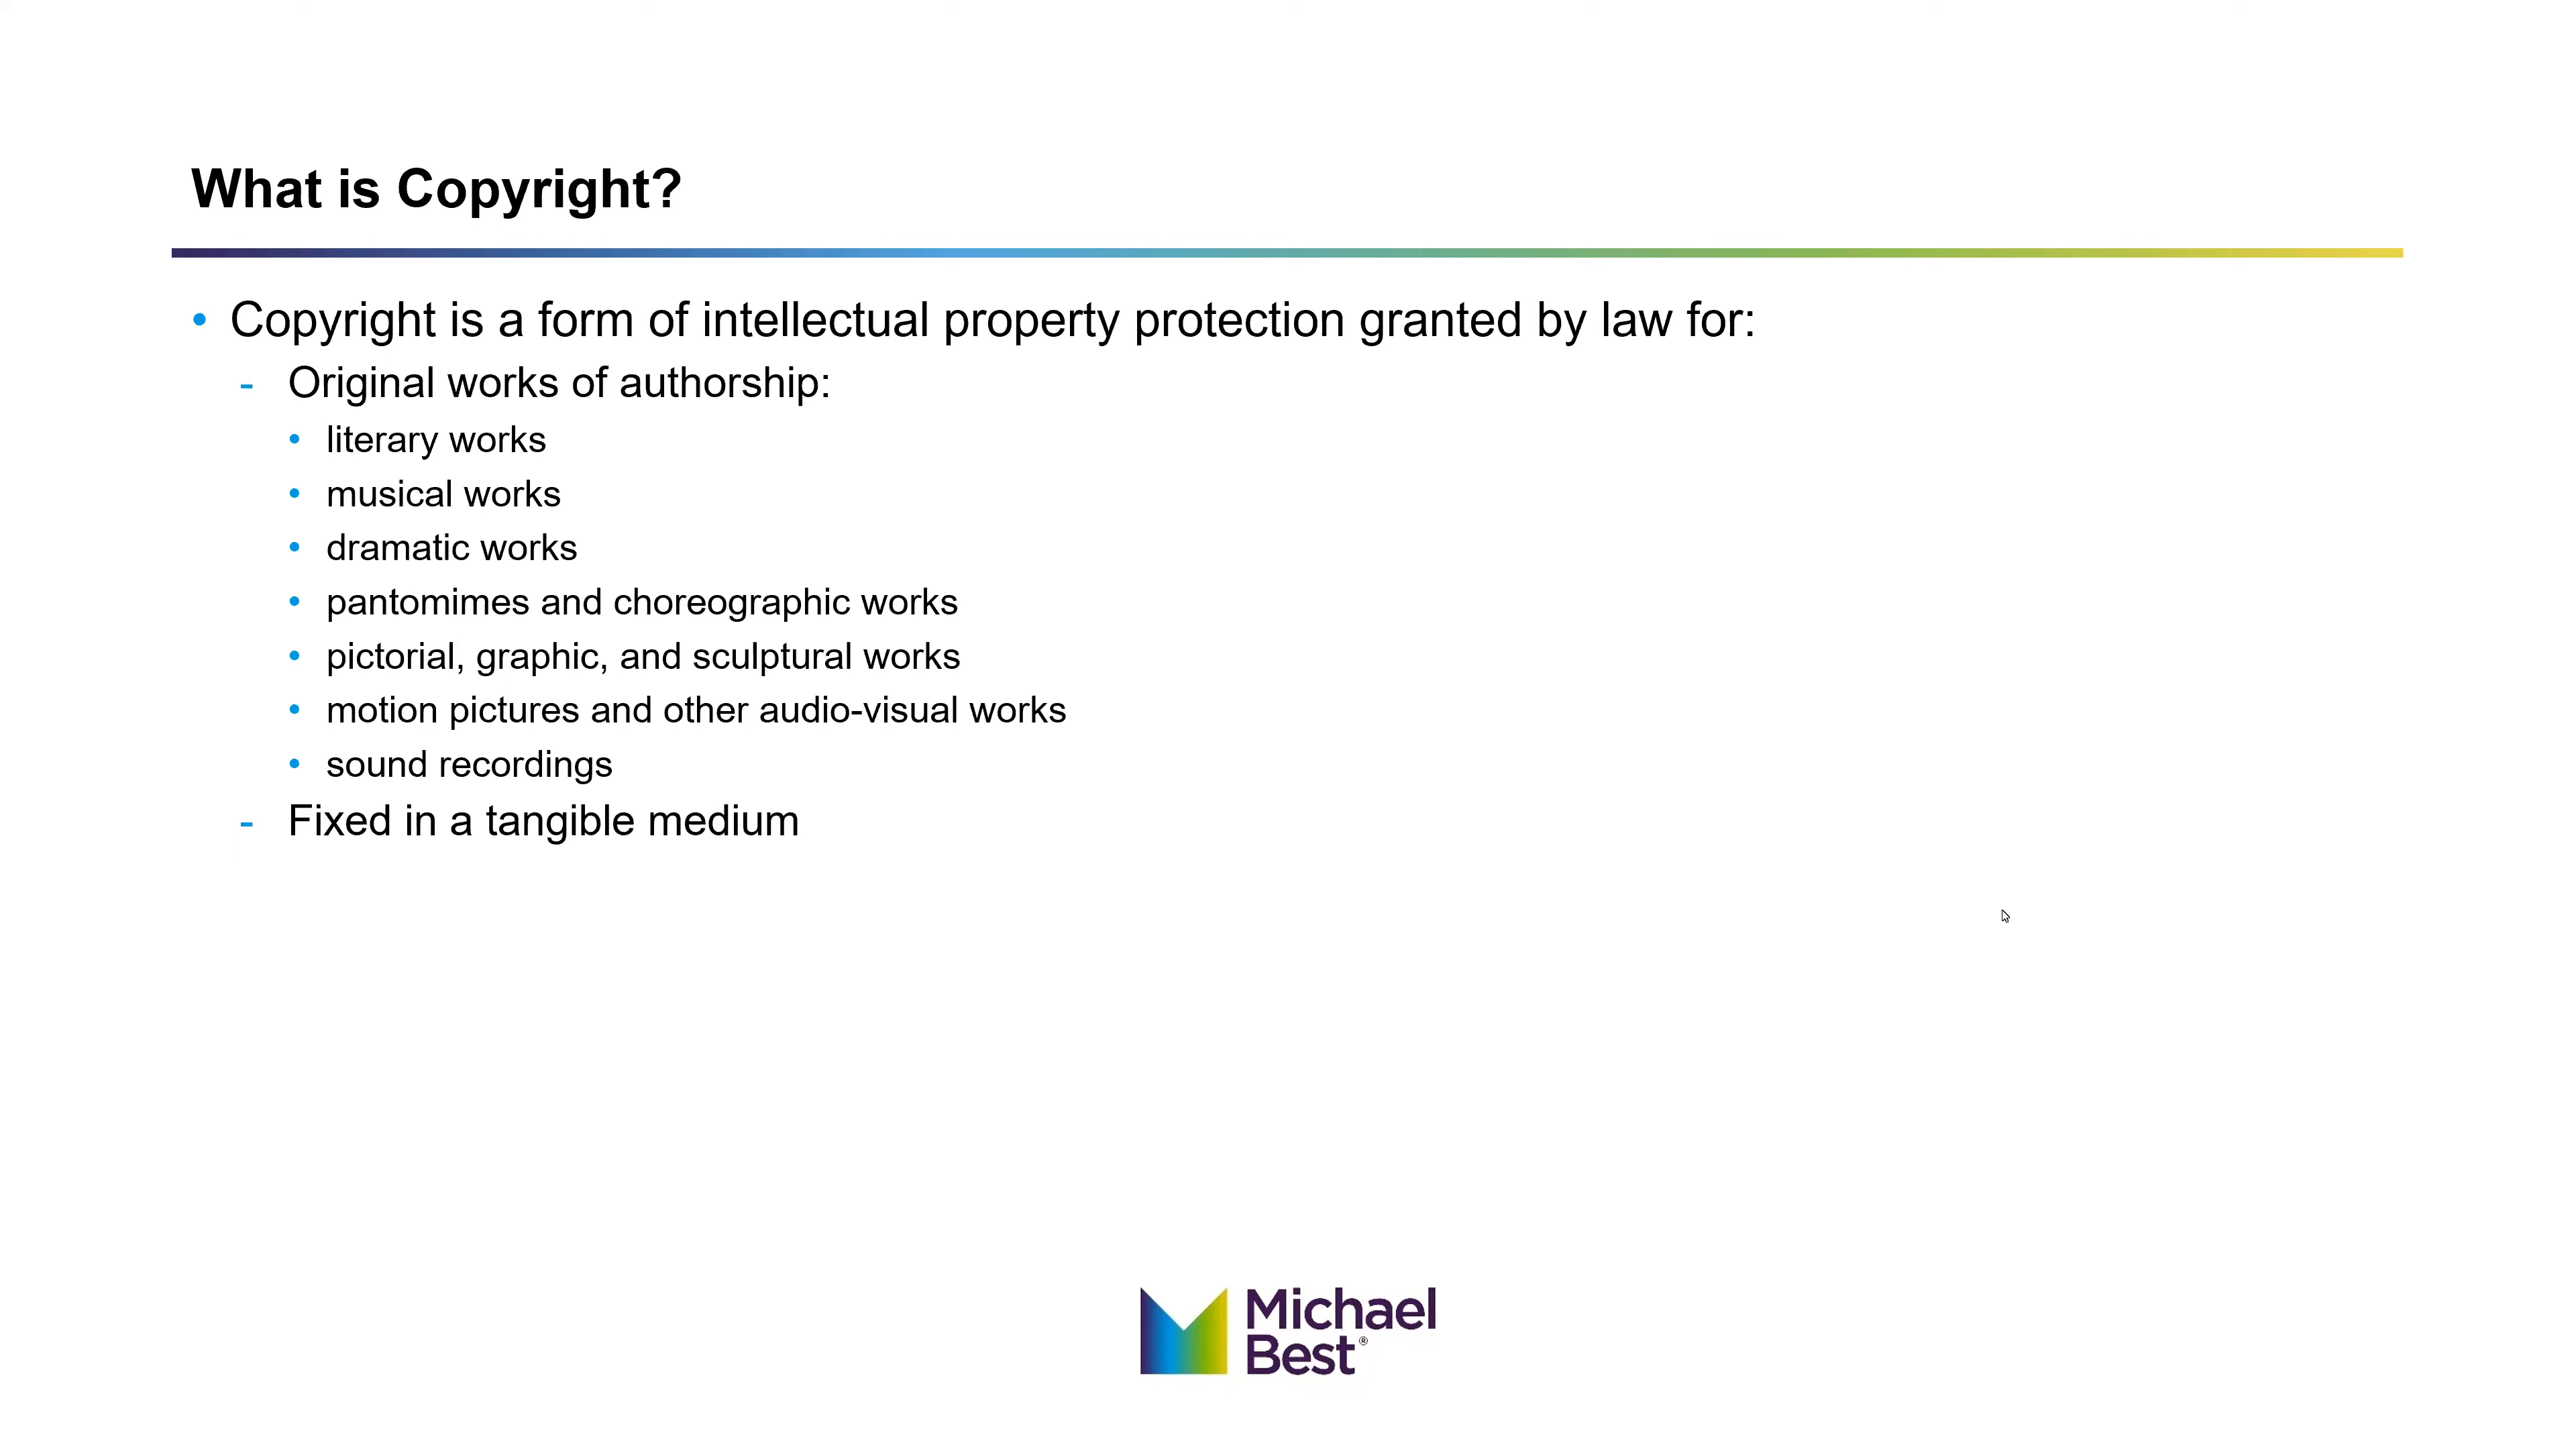 What is Copyright?
• Copyright is a form of intellectual property protection granted by law for:
- Original works of authorship:
• literary works
• musical works
• dramatic works
• pantomimes and choreographic works
• pictorial, graphic, and sculptural works
• motion pictures and other audio-visual works
• sound recordings
- Fixed in a tangible medium
Michael
Best®